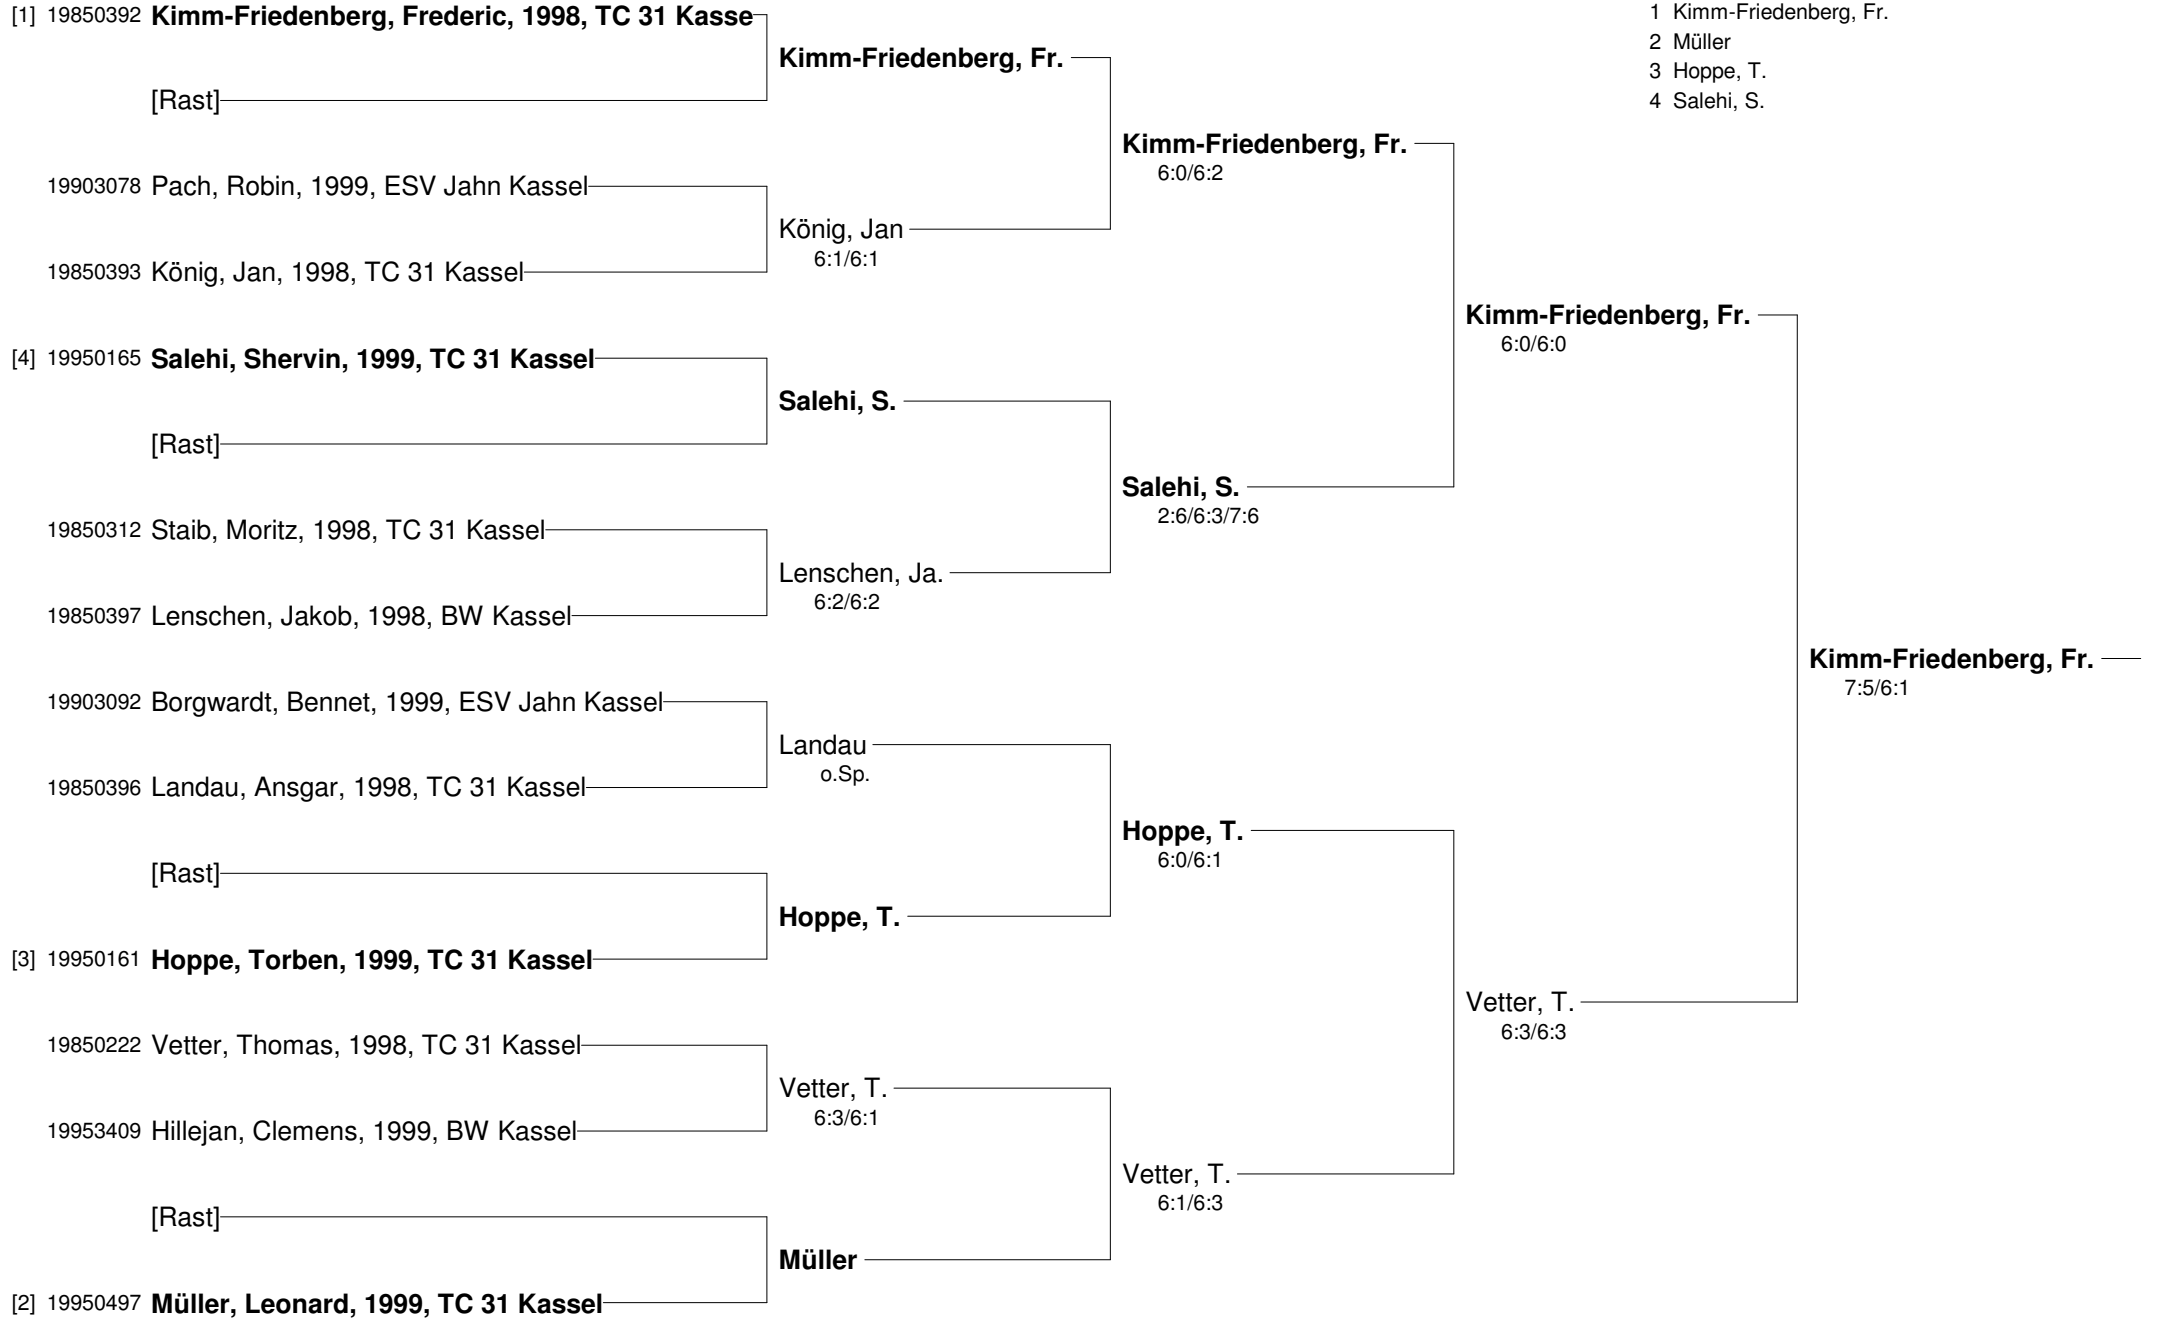 [1] 19850392 Kimm-Friedenberg, Frederic, 1998, TC 31 Kasse
[Rast]
19903078 Pach, Robin, 1999, ESV Jahn Kassel
19850393 König, Jan, 1998, TC 31 Kassel
[4] 19950165 Salehi, Shervin, 1999, TC 31 Kassel
[Rast]
19850312 Staib, Moritz, 1998, TC 31 Kassel
19850397 Lenschen, Jakob, 1998, BW Kassel
19903092 Borgwardt, Bennet, 1999, ESV Jahn Kassel
19850396 Landau, Ansgar, 1998, TC 31 Kassel
[Rast]
[3] 19950161 Hoppe, Torben, 1999, TC 31 Kassel
19850222 Vetter, Thomas, 1998, TC 31 Kassel
19953409 Hillejan, Clemens, 1999, BW Kassel
[Rast]
[2] 19950497 Müller, Leonard, 1999, TC 31 Kassel
Kimm-Friedenberg, Fr.
König, Jan
6:1/6:1
Salehi, S.
Lenschen, Ja.
6:2/6:2
Landau
o.Sp.
Hoppe, T.
Vetter, T.
6:3/6:1
Müller
Kimm-Friedenberg, Fr.
6:0/6:2
Salehi, S.
2:6/6:3/7:6
Hoppe, T.
6:0/6:1
Vetter, T.
6:1/6:3
Kimm-Friedenberg, Fr.
6:0/6:0
Vetter, T.
6:3/6:3
Kimm-Friedenberg, Fr.
7:5/6:1
1 Kimm-Friedenberg, Fr.
2 Müller
3 Hoppe, T.
4 Salehi, S.